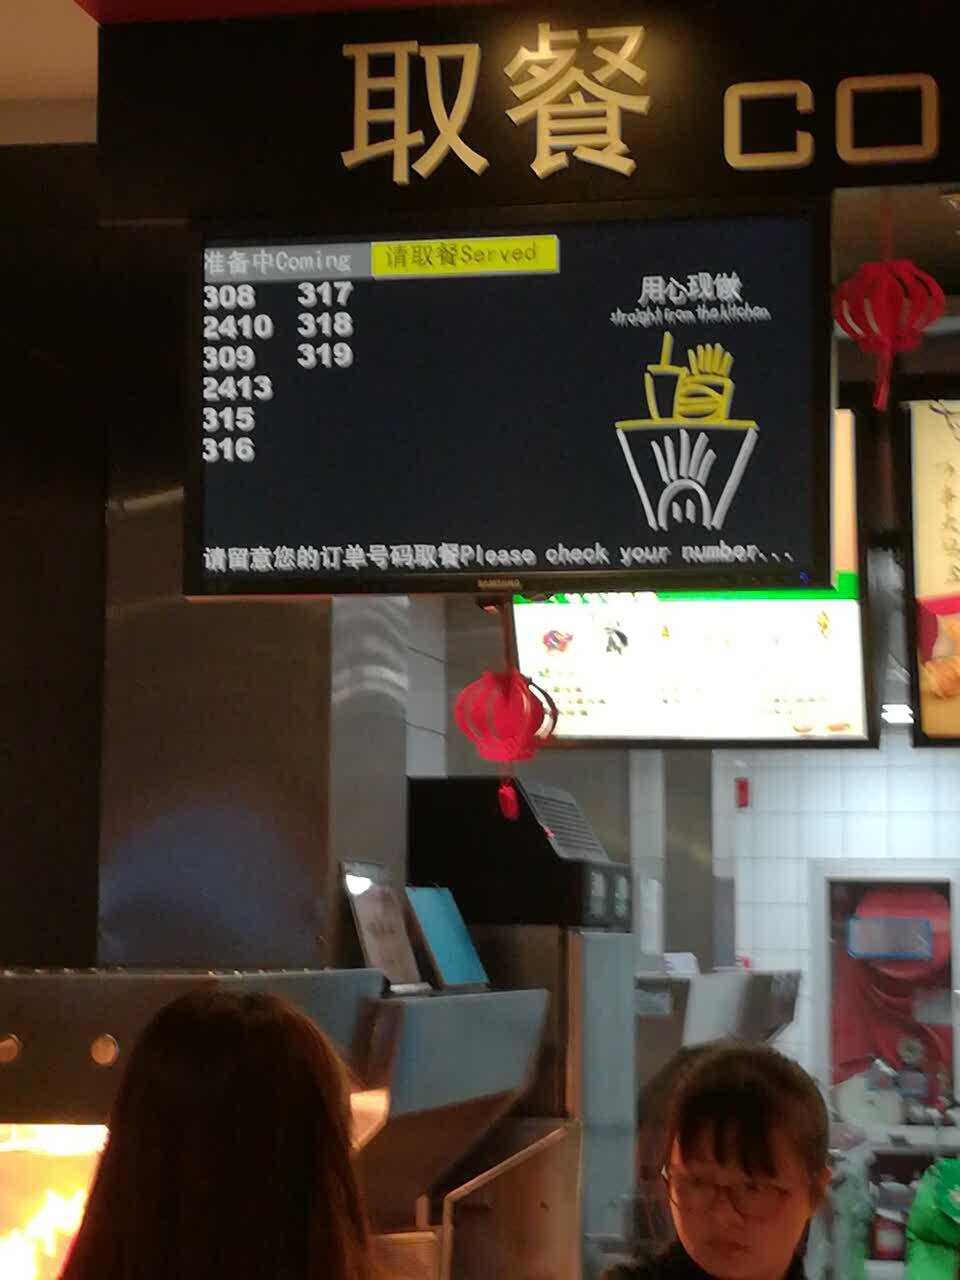 取餐 CO
准备中Coming 请取餐Served
308 317
2410 318
309 319
2413
315
316
用心现做
straight from the kitchen
请留意您的订单号码取餐Please check your number...
SAMSUNG